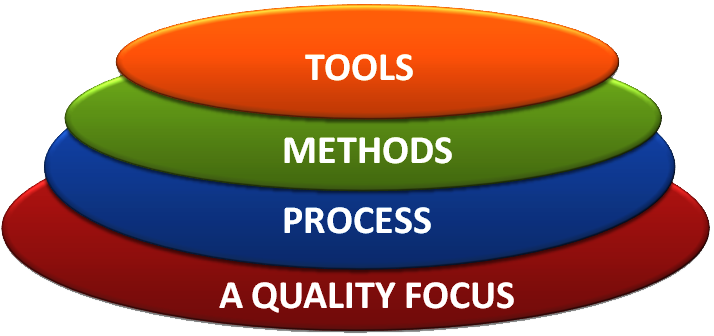 TOOLS
METHODS
PROCESS
A QUALITY FOCUS